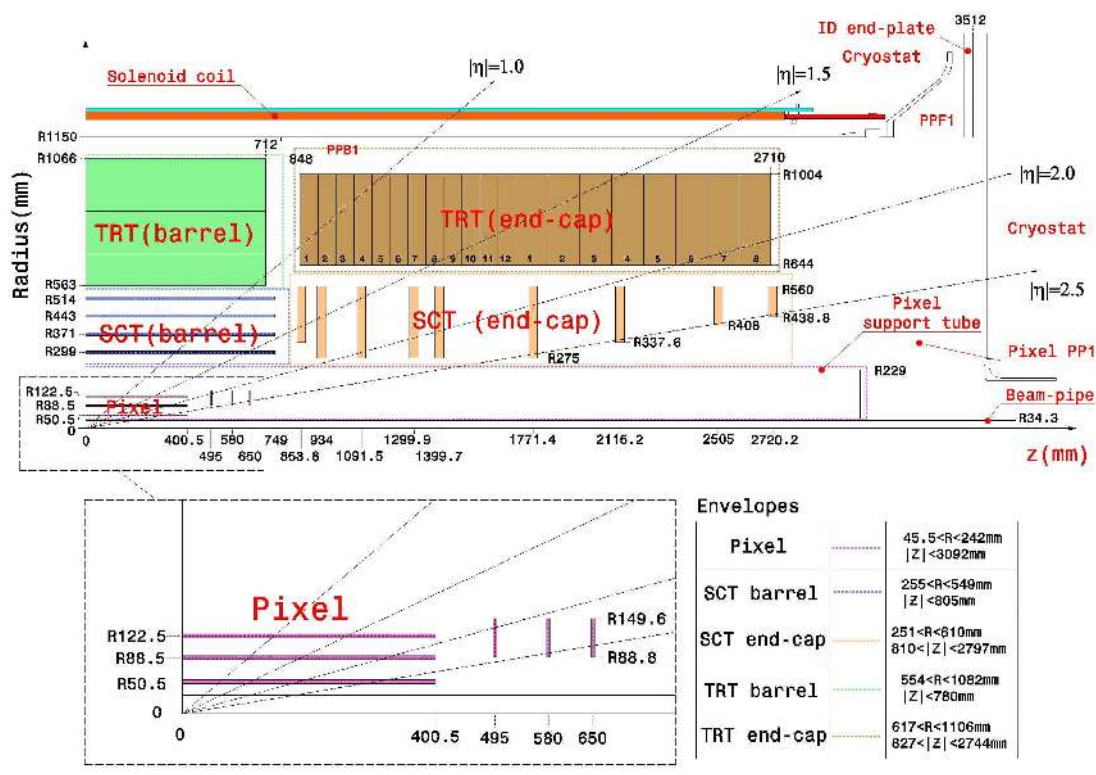 3512
ID end-plate
Cryostat
|η|=1.0
|η|=1.5
Solenoid coil
PPF1
R1150
712
PPB1
R1066
848
2710
R1004
|η|=2.0
Radius(mm)
TRT(barrel)
TRT(end-cap)
Cryostat
1 2 3 4 5 6 7 8 9 10 11 12 1 2 3 4 5 6 7 8
R644
R563
R560
|η|=2.5
R514
R443
SCT(barrel)
SCT (end-cap)
R438.8
R408
Pixel
support tube
R371
R337.6
R299
R275
Pixel PP1
R229
R122.5
R88.5
Pixel
Beam-pipe
R50.5
R34.3
0
0
400.5
580
749
934
1299.9
1771.4
2116.2
2505
2720.2
495
650
853.8
1091.5
1399.7
z(mm)
Envelopes
Pixel
45.5<R<242mm
|Z|<3092mm
SCT barrel
255<R<549mm
|Z|<805mm
SCT end-cap
251<R<610mm
810<|Z|<2797mm
TRT barrel
554<R<1082mm
|Z|<780mm
TRT end-cap
617<R<1106mm
827<|Z|<2744mm
Pixel
R149.6
R122.5
R88.8
R88.5
R50.5
0
0
400.5
495
580
650